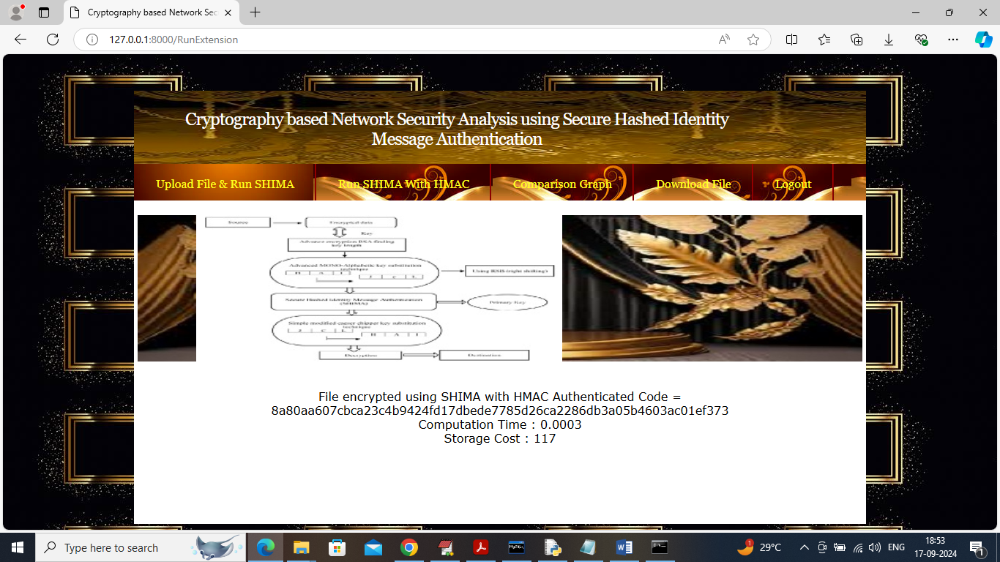 Cryptography based Network Sec
127.0.0.1:8000/RunExtension
Cryptography based Network Security Analysis using Secure Hashed Identity
Message Authentication
Upload File & Run SHIMA
Run SHIMA With HMAC
Comparison Graph
Download File
Logout
Source
Encrypted data
Key
Advance encryption RSA finding
key length
Advanced MONO-Alphabetic key substitution
technique
H A I
J C L
Using RSIS(right shifting)
Secure Hashed Identity Message Authentication
(SHIMA)
Primary Key
Simple modified caeser chipper key substitution
technique
J C L
H A I
Decryption
Destination
File encrypted using SHIMA with HMAC Authenticated Code =
8a80aa607cbca23c4b9424fd17dbede7785d26ca2286db3a05b4603ac01ef373
Computation Time : 0.0003
Storage Cost : 117
Type here to search
29°C
ENG
18:53
17-09-2024